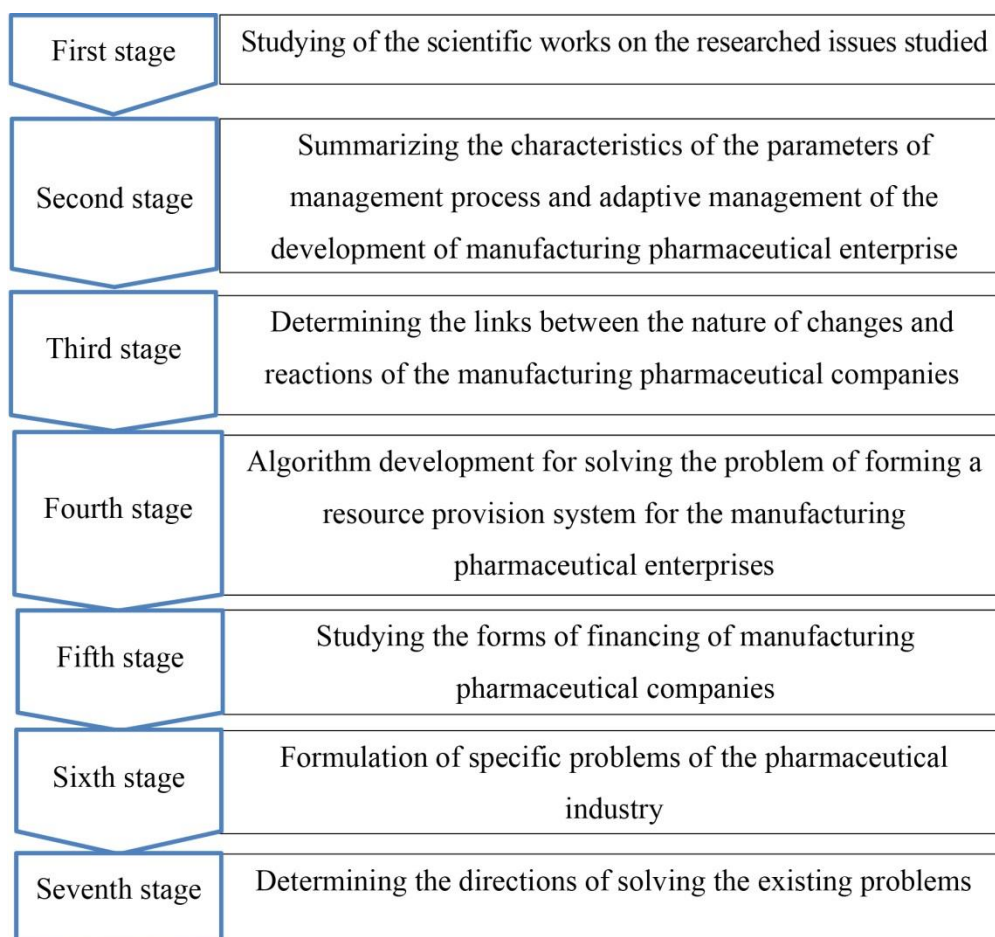 First stage
Studying of the scientific works on the researched issues studied
Second stage
Summarizing the characteristics of the parameters of
management process and adaptive management of the
development of manufacturing pharmaceutical enterprise
Third stage
Determining the links between the nature of changes and
reactions of the manufacturing pharmaceutical companies
Fourth stage
Algorithm development for solving the problem of forming a
resource provision system for the manufacturing
pharmaceutical enterprises
Fifth stage
Studying the forms of financing of manufacturing
pharmaceutical companies
Sixth stage
Formulation of specific problems of the pharmaceutical
industry
Seventh stage
Determining the directions of solving the existing problems